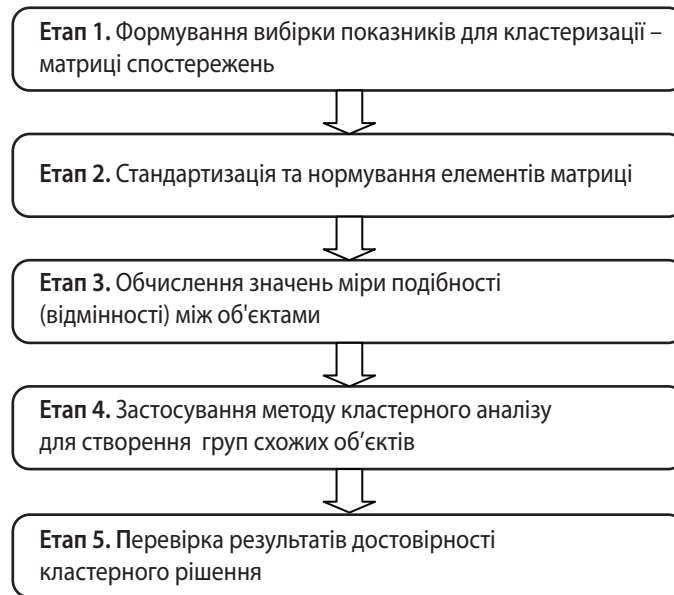 Етап 1. Формування вибірки показників для кластеризації –
матриці спостережень
Етап 2. Стандартизація та нормування елементів матриці
Етап 3. Обчислення значень міри подібності
(відмінності) між об'єктами
Етап 4. Застосування методу кластерного аналізу
для створення груп схожих об’єктів
Етап 5. Перевірка результатів достовірності
кластерного рішення